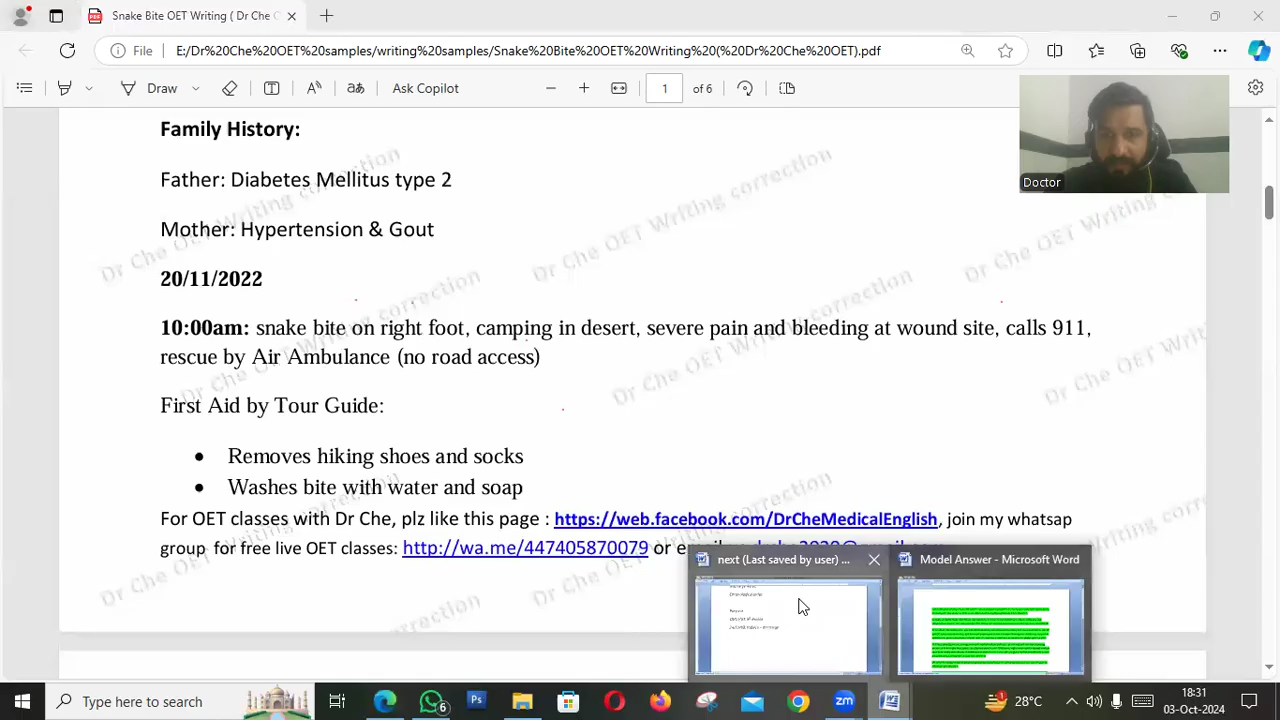 Snake Bite OET Writing ( Dr Che O
File E:/Dr%20Che%20OET%20samples/writing%20samples/Snake%20Bite%20OET%20Writing%20(%20Dr%20Che%20OET).pdf
Draw Ask Copilot 1 of 6
Family History:
Doctor
Father: Diabetes Mellitus type 2
Mother: Hypertension & Gout
20/11/2022
10:00am: snake bite on right foot, camping in desert, severe pain and bleeding at wound site, calls 911,
rescue by Air Ambulance (no road access)
First Aid by Tour Guide:
• Removes hiking shoes and socks
• Washes bite with water and soap
For OET classes with Dr Che, plz like this page : https://web.facebook.com/DrCheMedicalEnglish, join my whatsap
group for free live OET classes: http://wa.me/447405870079 or
next (Last saved by user) ... Model Answer - Microsoft Word
Dr Che OET Writing correction
Type here to search
28°C
18:31
03-Oct-2024